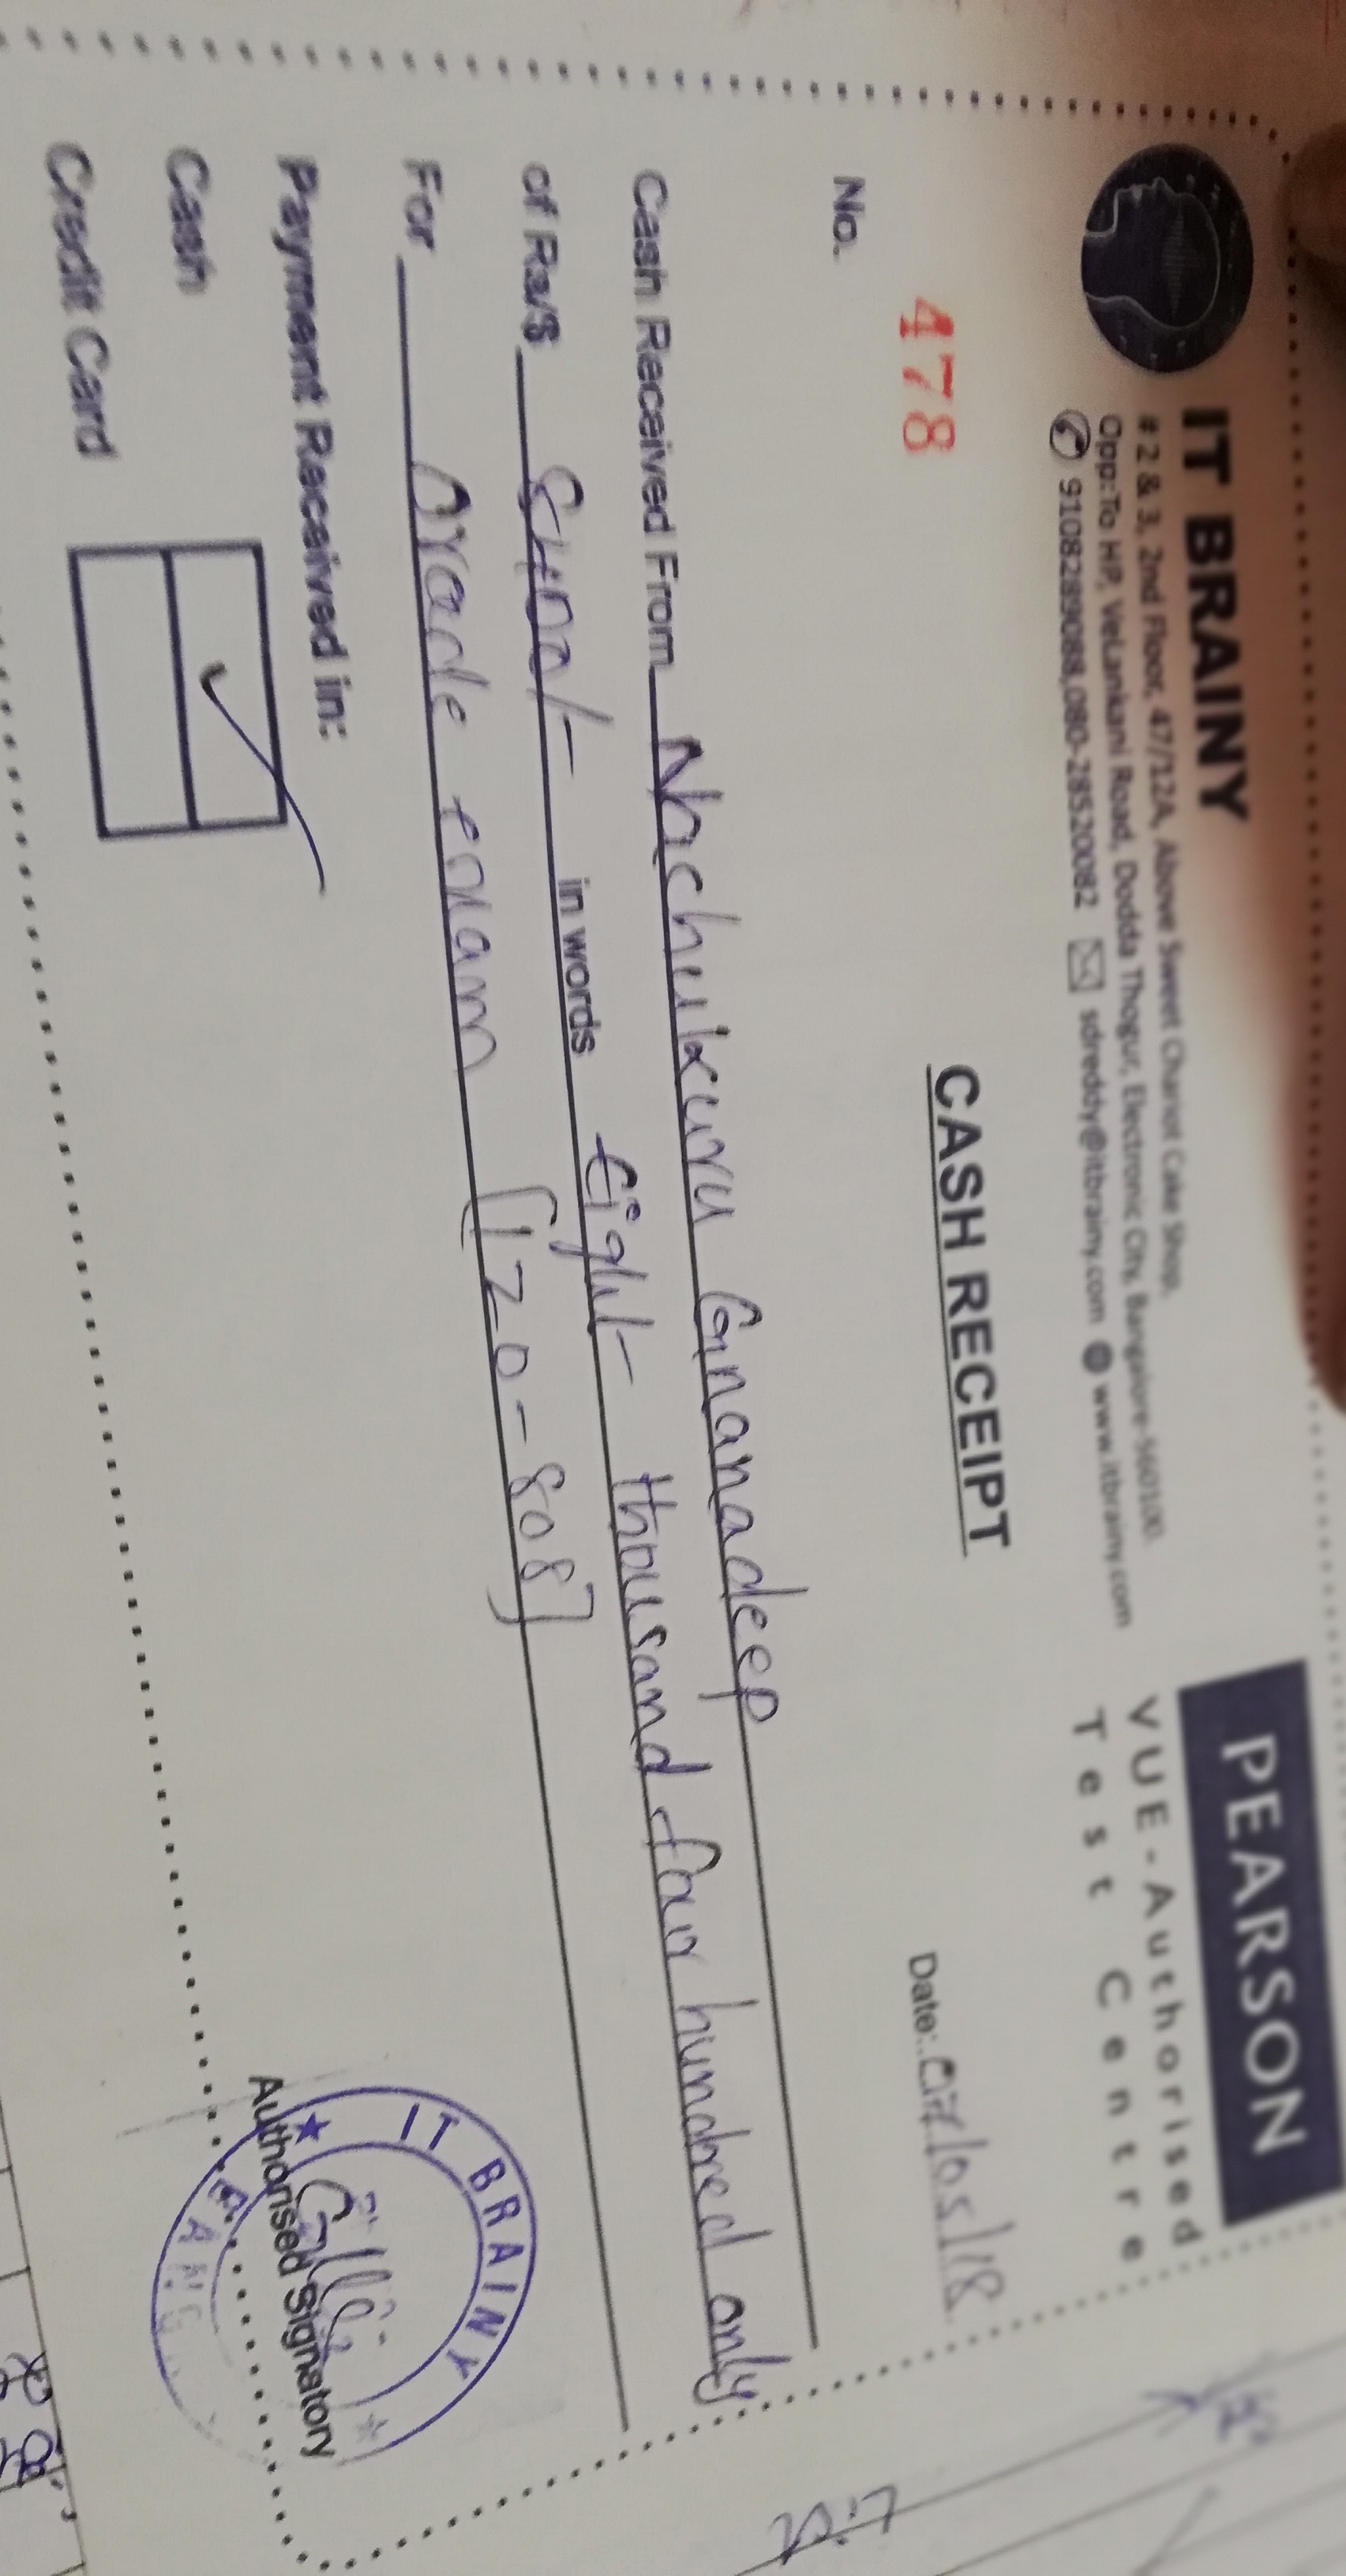 IT BRAINY
# 2 & 3, 2nd Floor, 47/12A, Above Sweet Chariot Cake Shop,
Opp:To HP, VeLankani Road, Dodda Thogur, Electronic City, Bangalore-560100.
9108289088,080-28520082 sdreddy@itbrainy.com www.itbrainy.com
PEARSON
VUE-Authorised
Test Centre
CASH RECEIPT
No. 478
Date:
Cash Received From Nachukuru Gnanadeep
of Rs/$ 8400/- in words Eight thousand four hundred only
For Oracle exam [1Z0-808]
Payment Received in:
Cash ✓
Credit Card
IT BRAINY
Authorised Signatory